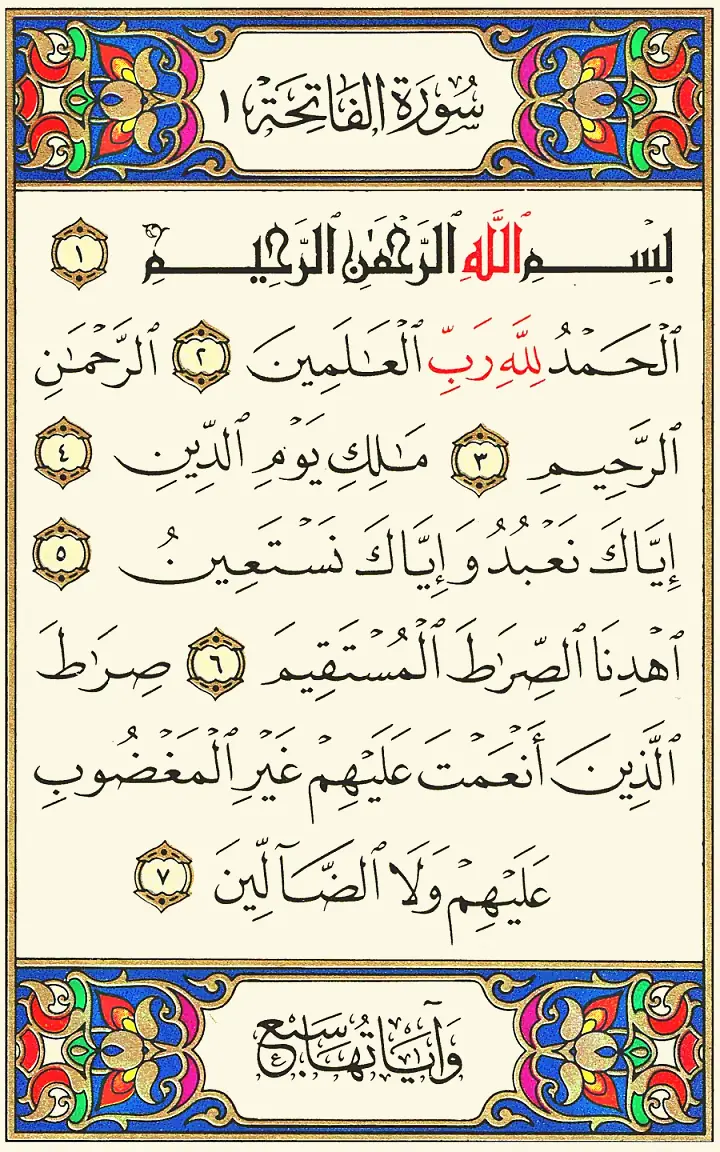 سُورَةُ الفَاتِحَة ١
بِسْمِ ٱللَّهِ ٱلرَّحْمَٰنِ ٱلرَّحِيمِ ١
ٱلْحَمْدُ لِلَّهِ رَبِّ ٱلْعَٰلَمِينَ ٢ ٱلرَّحْمَٰنِ
ٱلرَّحِيمِ ٣ مَٰلِكِ يَوْمِ ٱلدِّينِ ٤
إِيَّاكَ نَعْبُدُ وَإِيَّاكَ نَسْتَعِينُ ٥
ٱهْدِنَا ٱلصِّرَٰطَ ٱلْمُسْتَقِيمَ ٦ صِرَٰطَ
ٱلَّذِينَ أَنْعَمْتَ عَلَيْهِمْ غَيْرِ ٱلْمَغْضُوبِ
عَلَيْهِمْ وَلَا ٱلضَّآلِّينَ ٧
وَآيَاتُهَا سَبْع